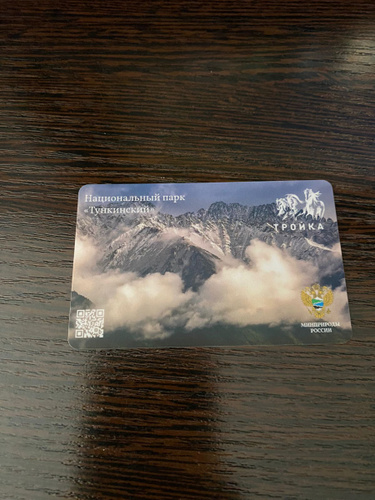 Национальный парк
«Тункинский»
ТРОЙКА
МИНПРИРОДЫ
РОССИИ